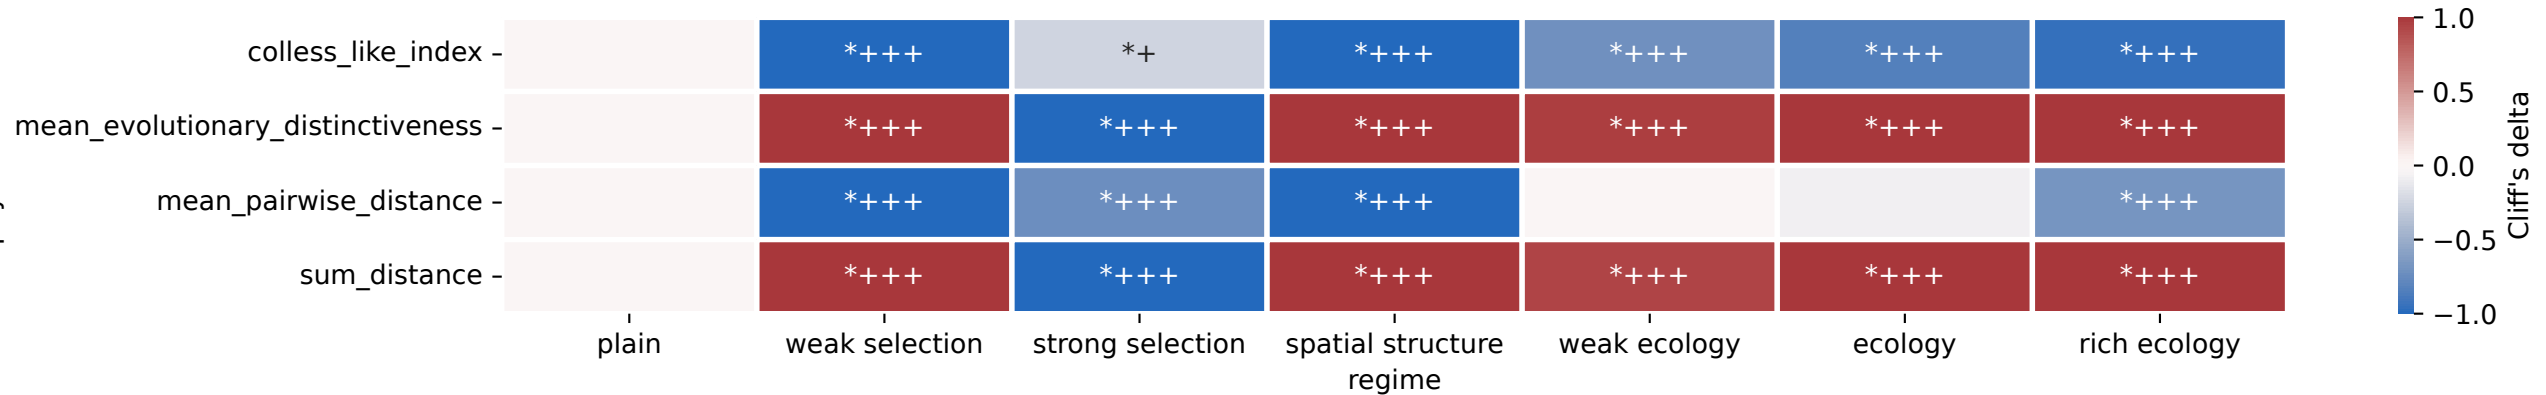 colless_like_index
*+++ *+ *+++ *+++ *+++ *+++
mean_evolutionary_distinctiveness
*+++ *+++ *+++ *+++ *+++ *+++
mean_pairwise_distance
*+++ *+++ *+++ *+++
sum_distance
*+++ *+++ *+++ *+++ *+++ *+++
plain weak selection strong selection spatial structure weak ecology ecology rich ecology
regime
1.0
0.5
0.0
−0.5
−1.0
Cliff's delta